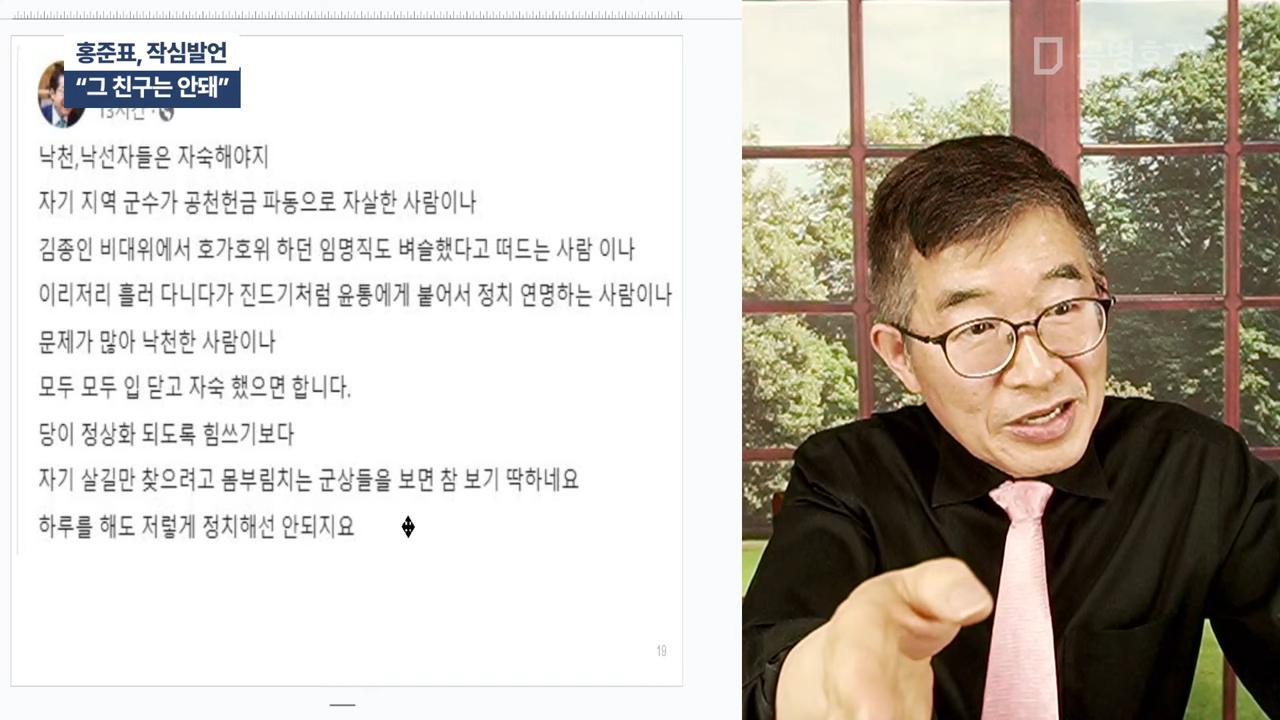 홍준표, 작심발언
“그 친구는 안돼”
13시간
낙천,낙선자들은 자숙해야지
자기 지역 군수가 공천헌금 파동으로 자살한 사람이나
김종인 비대위에서 호가호위 하던 임명직도 벼슬했다고 떠드는 사람 이나
이리저리 흘러 다니다가 진드기처럼 윤통에게 붙어서 정치 연명하는 사람이나
문제가 많아 낙천한 사람이나
모두 모두 입 닫고 자숙 했으면 합니다.
당이 정상화 되도록 힘쓰기보다
자기 살길만 찾으려고 몸부림치는 군상들을 보면 참 보기 딱하네요
하루를 해도 저렇게 정치해선 안되지요
19